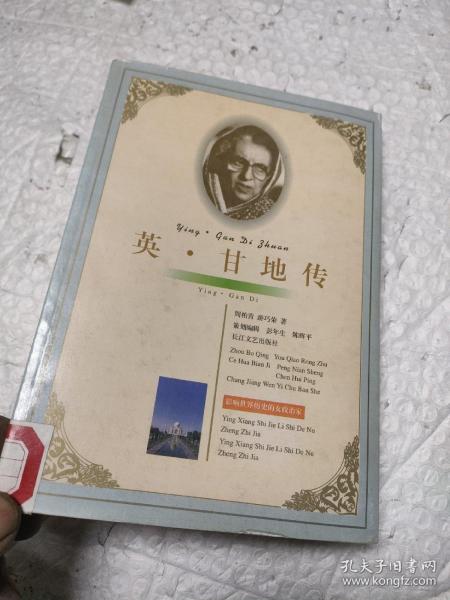 Ying · Gan Di Zhuan
英·甘地传
Ying · Gan Di
周柏青 游巧荣 著
策划编辑 彭年生 陈辉平
长江文艺出版社
Zhou Bo Qing You Qiao Rong Zhu
Ce Hua Bian Ji Peng Nian Sheng
Chen Hui Ping
Chang Jiang Wen Yi Chu Ban She
影响世界历史的女政治家
Ying Xiang Shi Jie Li Shi De Nu
Zheng Zhi Jia
Ying Xiang Shi Jie Li Shi De Nu
Zheng Zhi Jia
孔夫子旧书网
www.kongfz.com